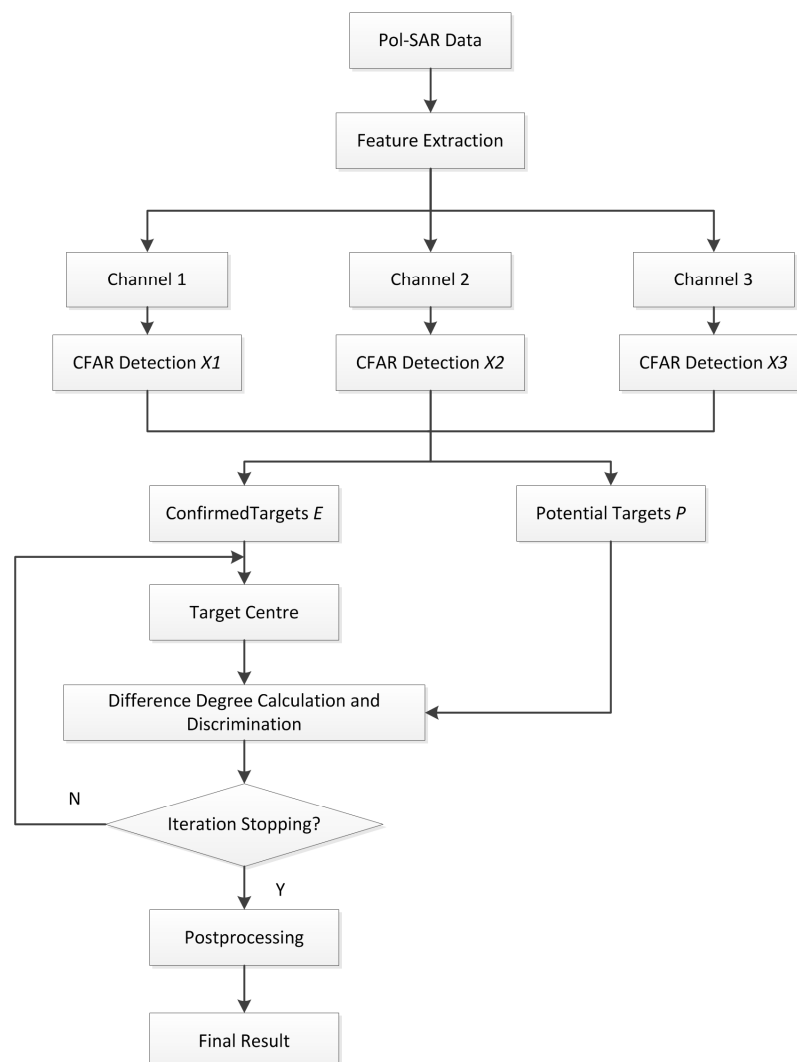 Pol-SAR Data
Feature Extraction
Channel 1
Channel 2
Channel 3
CFAR Detection X1
CFAR Detection X2
CFAR Detection X3
ConfirmedTargets E
Potential Targets P
Target Centre
Difference Degree Calculation and
Discrimination
N
Iteration Stopping?
Y
Postprocessing
Final Result